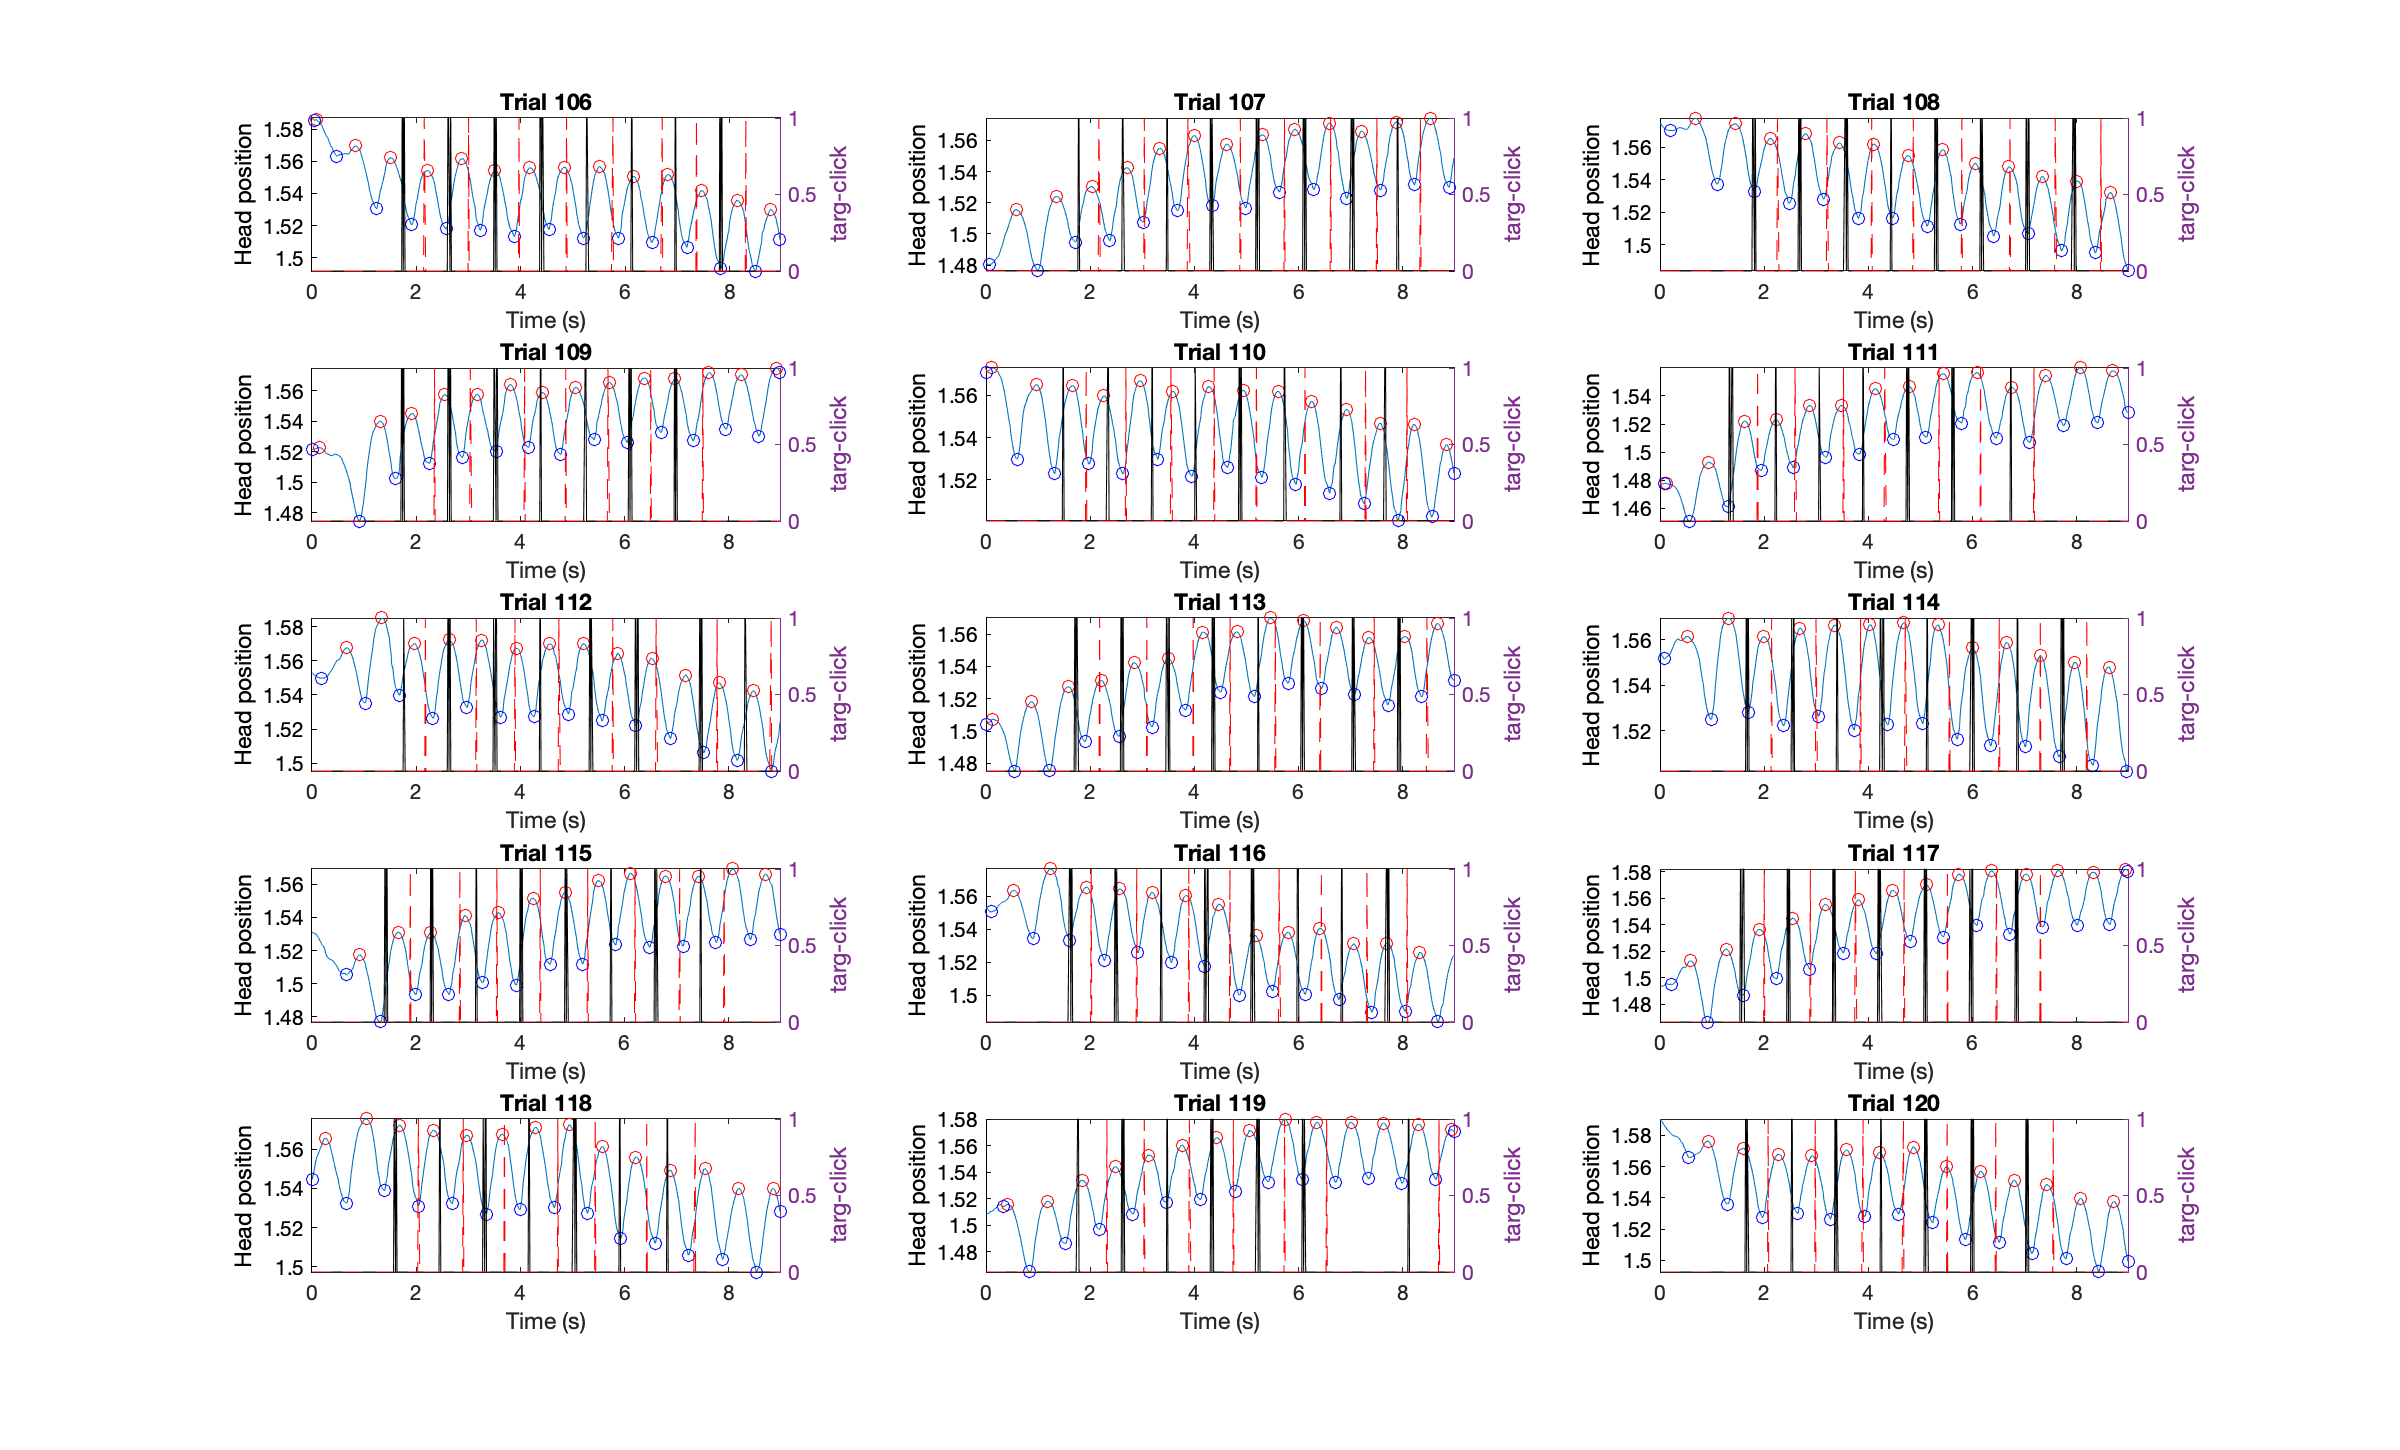 Trial 106
Head position
1.58
1.56
1.54
1.52
1.5
0 2 4 6 8
Time (s)
1
0.5
0
targ-click
Trial 107
Head position
1.56
1.54
1.52
1.5
1.48
0 2 4 6 8
Time (s)
1
0.5
0
targ-click
Trial 108
Head position
1.56
1.54
1.52
1.5
0 2 4 6 8
Time (s)
1
0.5
0
targ-click
Trial 109
Head position
1.56
1.54
1.52
1.5
1.48
0 2 4 6 8
Time (s)
1
0.5
0
targ-click
Trial 110
Head position
1.56
1.54
1.52
0 2 4 6 8
Time (s)
1
0.5
0
targ-click
Trial 111
Head position
1.54
1.52
1.5
1.48
1.46
0 2 4 6 8
Time (s)
1
0.5
0
targ-click
Trial 112
Head position
1.58
1.56
1.54
1.52
1.5
0 2 4 6 8
Time (s)
1
0.5
0
targ-click
Trial 113
Head position
1.56
1.54
1.52
1.5
1.48
0 2 4 6 8
Time (s)
1
0.5
0
targ-click
Trial 114
Head position
1.56
1.54
1.52
0 2 4 6 8
Time (s)
1
0.5
0
targ-click
Trial 115
Head position
1.56
1.54
1.52
1.5
1.48
0 2 4 6 8
Time (s)
1
0.5
0
targ-click
Trial 116
Head position
1.56
1.54
1.52
1.5
0 2 4 6 8
Time (s)
1
0.5
0
targ-click
Trial 117
Head position
1.58
1.56
1.54
1.52
1.5
1.48
0 2 4 6 8
Time (s)
1
0.5
0
targ-click
Trial 118
Head position
1.56
1.54
1.52
1.5
0 2 4 6 8
Time (s)
1
0.5
0
targ-click
Trial 119
Head position
1.58
1.56
1.54
1.52
1.5
1.48
0 2 4 6 8
Time (s)
1
0.5
0
targ-click
Trial 120
Head position
1.58
1.56
1.54
1.52
1.5
0 2 4 6 8
Time (s)
1
0.5
0
targ-click